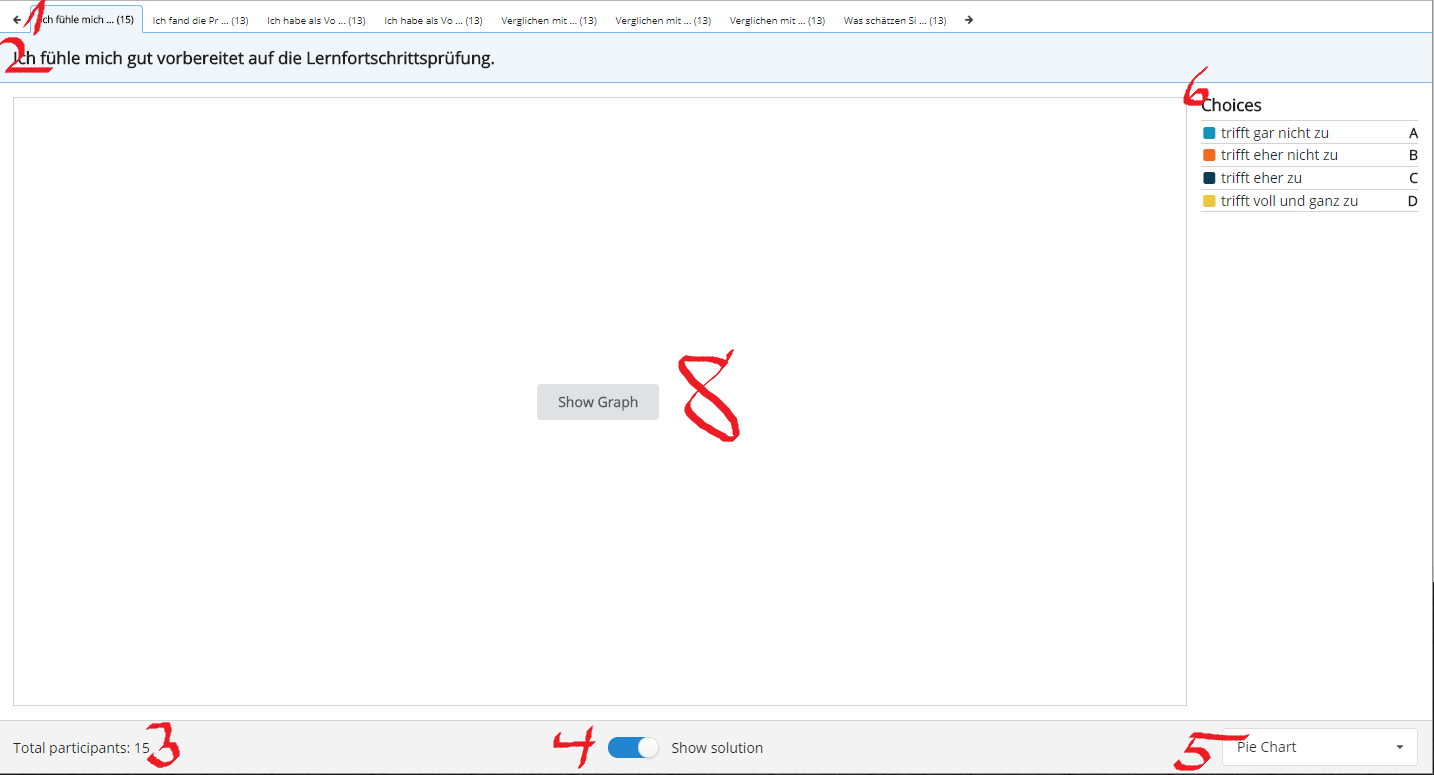 1
Ich fühle mich ... (15) Ich fand die Pr ... (13) Ich habe als Vo ... (13) Ich habe als Vo ... (13) Verglichen mit ... (13) Verglichen mit ... (13) Verglichen mit ... (13) Was schätzen Si ... (13)
2
Ich fühle mich gut vorbereitet auf die Lernfortschrittsprüfung.
6
Choices
trifft gar nicht zu A
trifft eher nicht zu B
trifft eher zu C
trifft voll und ganz zu D
Show Graph 8
Total participants: 15 3
4 Show solution
5 Pie Chart